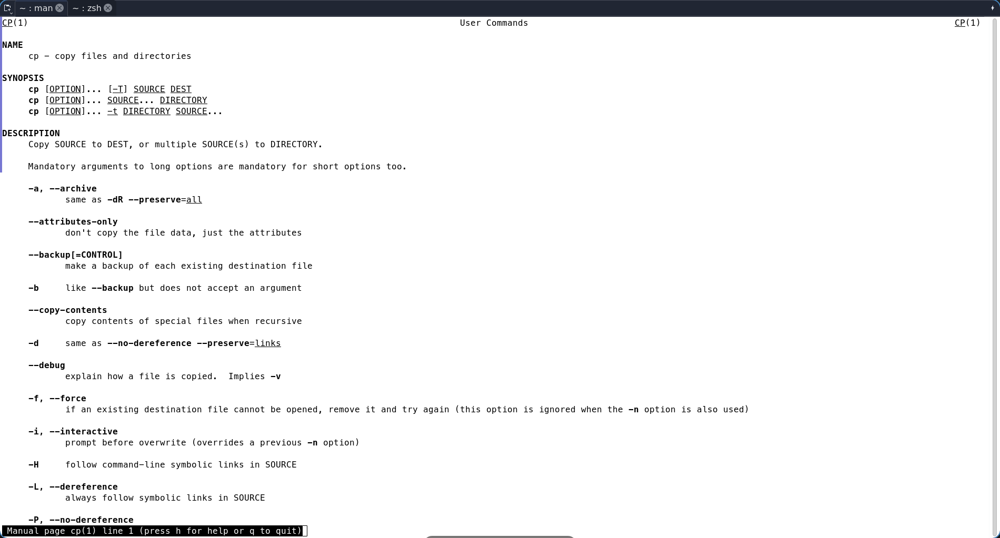 ~ : man ~ : zsh
CP(1) User Commands CP(1)
NAME
cp - copy files and directories
SYNOPSIS
cp [OPTION]... [-T] SOURCE DEST
cp [OPTION]... SOURCE... DIRECTORY
cp [OPTION]... -t DIRECTORY SOURCE...
DESCRIPTION
Copy SOURCE to DEST, or multiple SOURCE(s) to DIRECTORY.
Mandatory arguments to long options are mandatory for short options too.
-a, --archive
same as -dR --preserve=all
--attributes-only
don't copy the file data, just the attributes
--backup[=CONTROL]
make a backup of each existing destination file
-b like --backup but does not accept an argument
--copy-contents
copy contents of special files when recursive
-d same as --no-dereference --preserve=links
--debug
explain how a file is copied. Implies -v
-f, --force
if an existing destination file cannot be opened, remove it and try again (this option is ignored when the -n option is also used)
-i, --interactive
prompt before overwrite (overrides a previous -n option)
-H follow command-line symbolic links in SOURCE
-L, --dereference
always follow symbolic links in SOURCE
-P, --no-dereference
Manual page cp(1) line 1 (press h for help or q to quit)